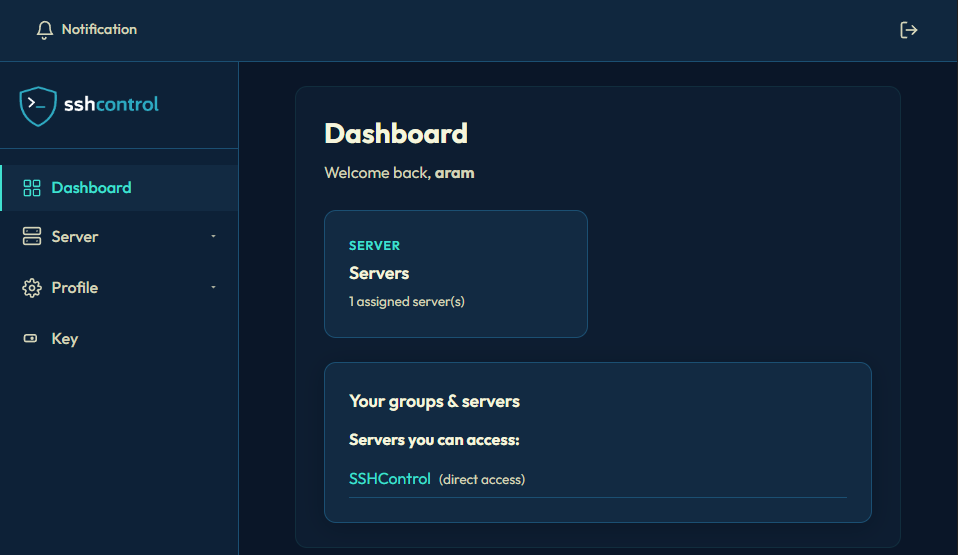 Notification
sshcontrol
Dashboard
Server
Profile
Key
Dashboard
Welcome back, aram
SERVER
Servers
1 assigned server(s)
Your groups & servers
Servers you can access:
SSHControl (direct access)